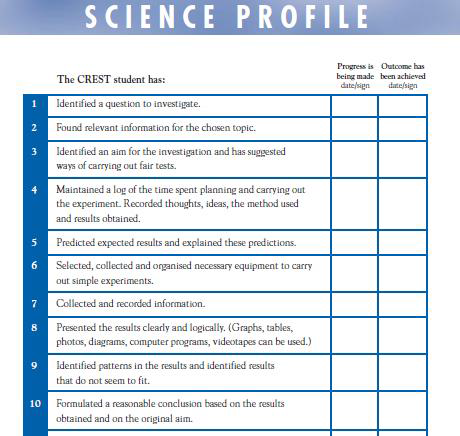 SCIENCE PROFILE
Progress is Outcome has
The CREST student has: being made been achieved
date/sign date/sign
1 Identified a question to investigate.
2 Found relevant information for the chosen topic.
3 Identified an aim for the investigation and has suggested
ways of carrying out fair tests.
4 Maintained a log of the time spent planning and carrying out
the experiment. Recorded thoughts, ideas, the method used
and results obtained.
5 Predicted expected results and explained these predictions.
6 Selected, collected and organised necessary equipment to carry
out simple experiments.
7 Collected and recorded information.
8 Presented the results clearly and logically. (Graphs, tables,
photos, diagrams, computer programs, videotapes can be used.)
9 Identified patterns in the results and identified results
that do not seem to fit.
10 Formulated a reasonable conclusion based on the results
obtained and on the original aim.